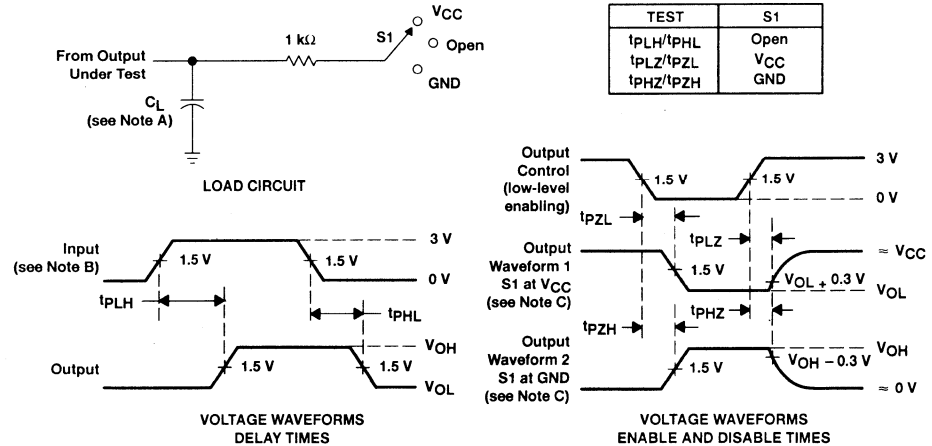 VCC
1 kΩ
S1
Open
From Output
Under Test
GND
CL
(see Note A)
LOAD CIRCUIT
TEST S1
tPLH/tPHL Open
tPLZ/tPZL VCC
tPHZ/tPZH GND
Input
(see Note B)
1.5 V
1.5 V
3 V
0 V
tPLH
tPHL
Output
1.5 V
1.5 V
VOH
VOL
VOLTAGE WAVEFORMS
DELAY TIMES
Output
Control
(low-level
enabling)
1.5 V
1.5 V
3 V
0 V
tPZL
tPLZ
Output
Waveform 1
S1 at VCC
(see Note C)
1.5 V
≈ VCC
VOL + 0.3 V
VOL
tPZH
tPHZ
Output
Waveform 2
S1 at GND
(see Note C)
1.5 V
VOH
VOH – 0.3 V
≈ 0 V
VOLTAGE WAVEFORMS
ENABLE AND DISABLE TIMES